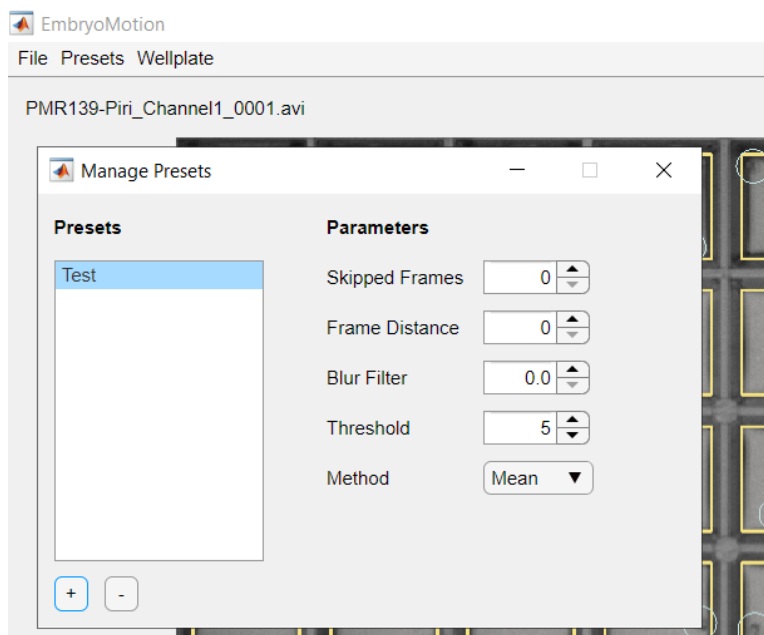 EmbryoMotion
File Presets Wellplate
PMR139-Piri_Channel1_0001.avi
Manage Presets
Presets
Parameters
Test
Skipped Frames 0
Frame Distance 0
Blur Filter 0.0
Threshold 5
Method Mean
+ -